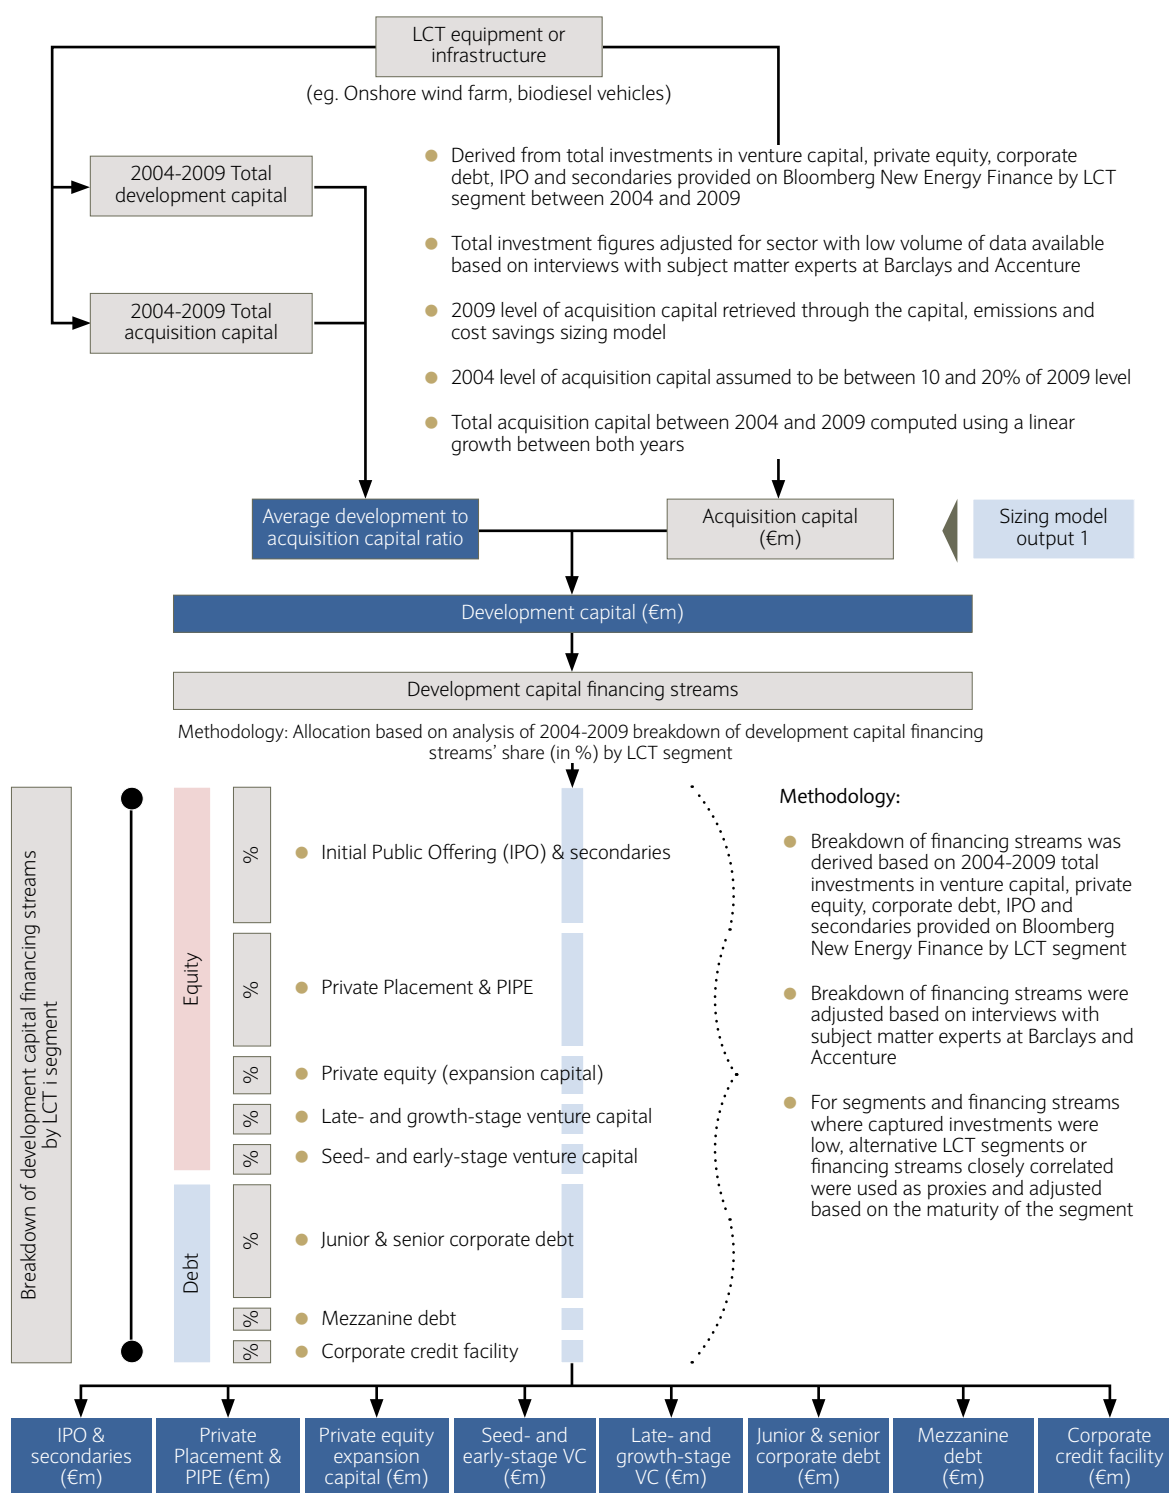 LCT equipment or
infrastructure
(eg. Onshore wind farm, biodiesel vehicles)
2004-2009 Total
development capital
2004-2009 Total
acquisition capital
Derived from total investments in venture capital, private equity, corporate
debt, IPO and secondaries provided on Bloomberg New Energy Finance by LCT
segment between 2004 and 2009
Total investment figures adjusted for sector with low volume of data available
based on interviews with subject matter experts at Barclays and Accenture
2009 level of acquisition capital retrieved through the capital, emissions and
cost savings sizing model
2004 level of acquisition capital assumed to be between 10 and 20% of 2009 level
Total acquisition capital between 2004 and 2009 computed using a linear
growth between both years
Average development to
acquisition capital ratio
Acquisition capital
(€m)
Sizing model
output 1
Development capital (€m)
Development capital financing streams
Methodology: Allocation based on analysis of 2004-2009 breakdown of development capital financing
streams' share (in %) by LCT segment
Breakdown of development capital financing streams
by LCT i segment
Equity
Debt
%
Initial Public Offering (IPO) & secondaries
%
Private Placement & PIPE
%
Private equity (expansion capital)
%
Late- and growth-stage venture capital
%
Seed- and early-stage venture capital
%
Junior & senior corporate debt
%
Mezzanine debt
%
Corporate credit facility
Methodology:
Breakdown of financing streams was
derived based on 2004-2009 total
investments in venture capital, private
equity, corporate debt, IPO and
secondaries provided on Bloomberg
New Energy Finance by LCT segment
Breakdown of financing streams were
adjusted based on interviews with
subject matter experts at Barclays and
Accenture
For segments and financing streams
where captured investments were
low, alternative LCT segments or
financing streams closely correlated
were used as proxies and adjusted
based on the maturity of the segment
IPO &
secondaries
(€m)
Private
Placement &
PIPE (€m)
Private equity
expansion
capital (€m)
Seed- and
early-stage VC
(€m)
Late- and
growth-stage
VC (€m)
Junior & senior
corporate debt
(€m)
Mezzanine
debt
(€m)
Corporate
credit facility
(€m)